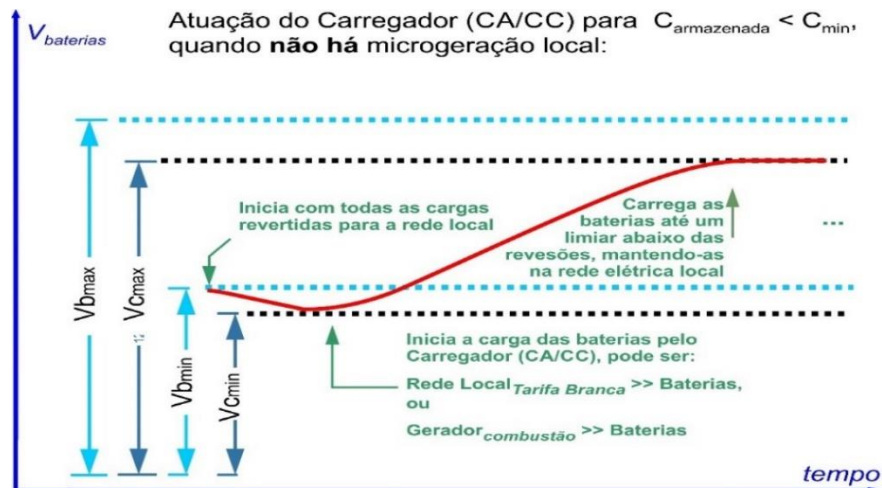 Vbaterias
Atuação do Carregador (CA/CC) para Carmazenada < Cmin,
quando não há microgeração local:
Inicia com todas as cargas
revertidas para a rede local
Carrega as
baterias até um
limiar abaixo das
revesões, mantendo-as
na rede elétrica local
...
Vbmax
Vcmax
Vbmin
Vcmin
Inicia a carga das baterias pelo
Carregador (CA/CC), pode ser:
Rede LocalTarifa Branca >> Baterias,
ou
Geradorcombustão >> Baterias
tempo